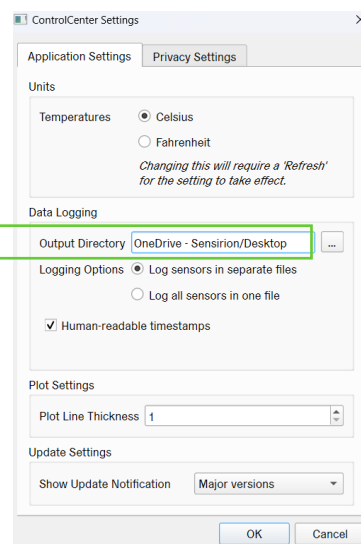 ControlCenter Settings
Application Settings Privacy Settings
Units
Temperatures Celsius
Fahrenheit
Changing this will require a 'Refresh'
for the setting to take effect.
Data Logging
Output Directory OneDrive - Sensirion/Desktop ...
Logging Options Log sensors in separate files
Log all sensors in one file
Human-readable timestamps
Plot Settings
Plot Line Thickness 1
Update Settings
Show Update Notification Major versions
OK Cancel